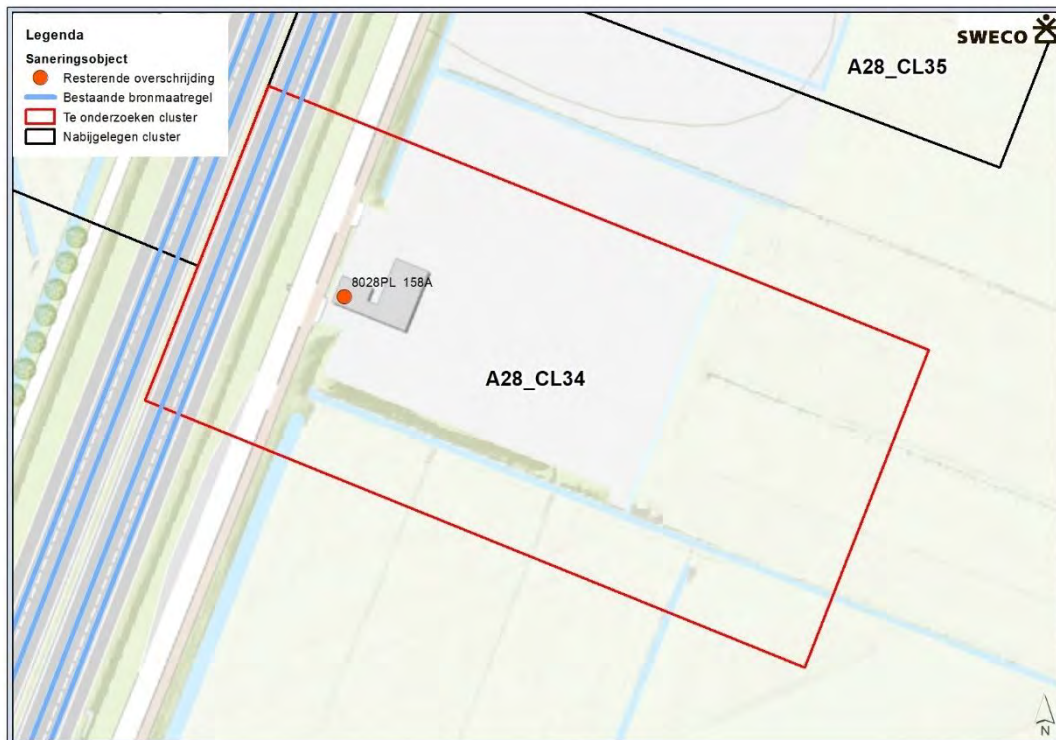 Legenda
Saneringsobject
Resterende overschrijding
Bestaande bronmaatregel
Te onderzoeken cluster
Nabijgelegen cluster
SWECO
A28_CL35
8028PL 158A
A28_CL34
N